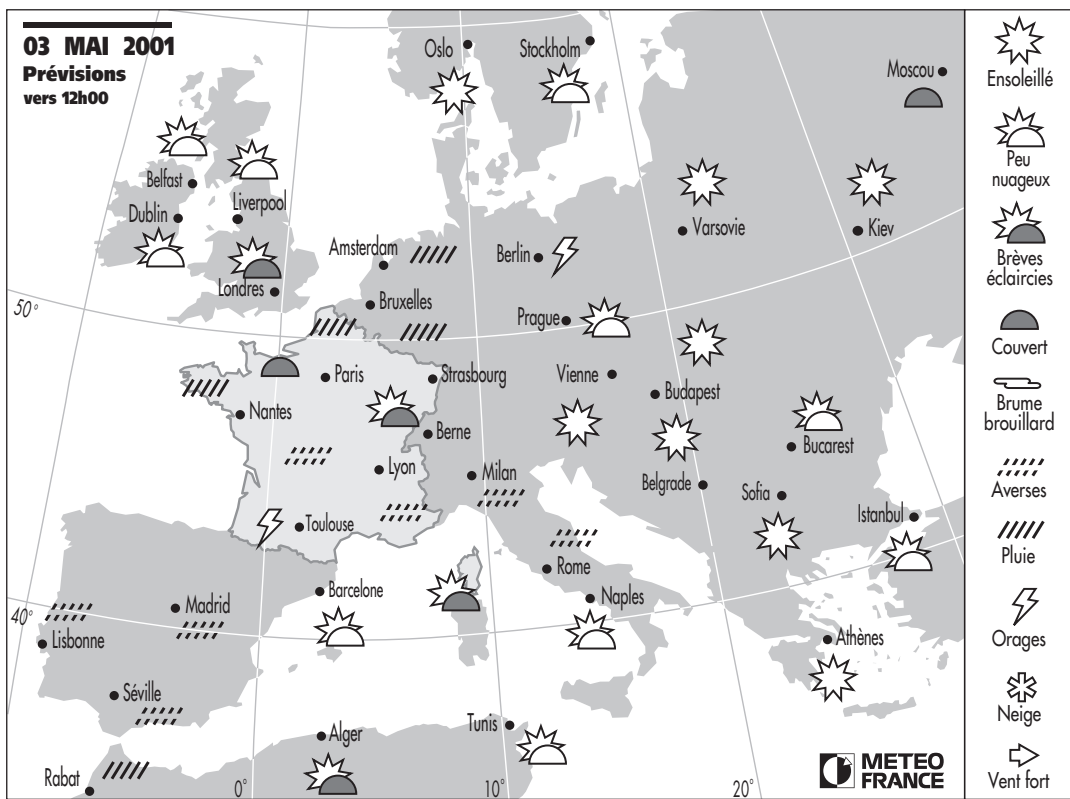 03 MAI 2001
Prévisions
vers 12h00
Oslo
Stockholm
Moscou
Belfast
Dublin
Liverpool
Varsovie
Kiev
Amsterdam
Berlin
Londres
Bruxelles
50°
Prague
Paris
Strasbourg
Vienne
Budapest
Nantes
Berne
Bucarest
Lyon
Milan
Belgrade
Sofia
Istanbul
Toulouse
Rome
Barcelone
Naples
40°
Madrid
Lisbonne
Athènes
Séville
Tunis
Alger
Rabat
0°
10°
20°
METEO
FRANCE
Ensoleillé
Peu
nuageux
Brèves
éclaircies
Couvert
Brume
brouillard
Averses
Pluie
Orages
Neige
Vent fort